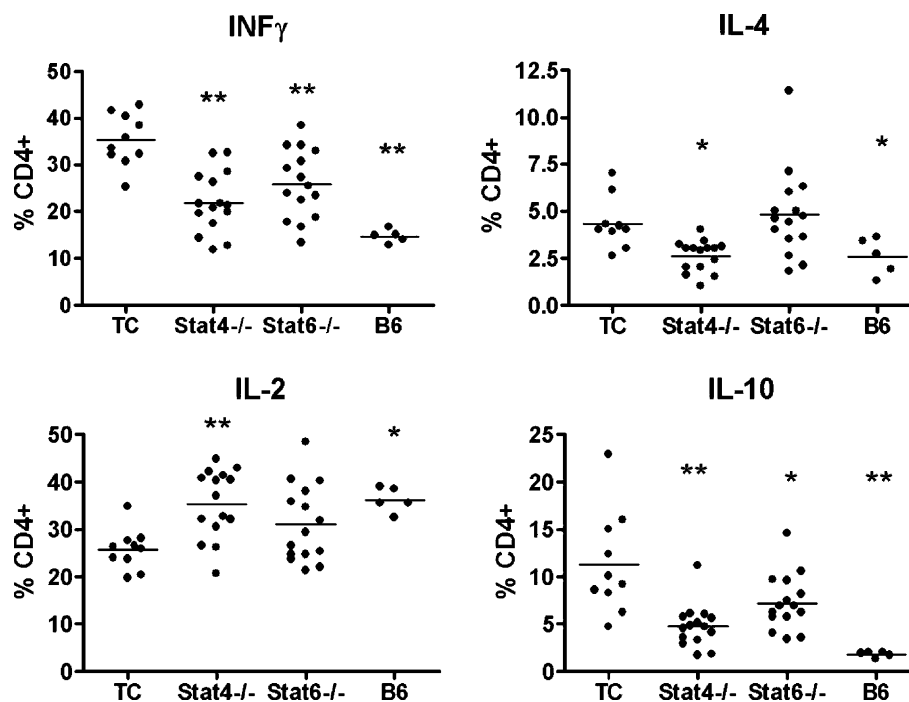 INFγ
% CD4+
50
40
30
20
10
0
** ** **
TC Stat4-/- Stat6-/- B6
IL-4
% CD4+
12.5
10.0
7.5
5.0
2.5
0.0
* *
TC Stat4-/- Stat6-/- B6
IL-2
% CD4+
50
40
30
20
10
0
** *
TC Stat4-/- Stat6-/- B6
IL-10
% CD4+
25
20
15
10
5
0
** * **
TC Stat4-/- Stat6-/- B6